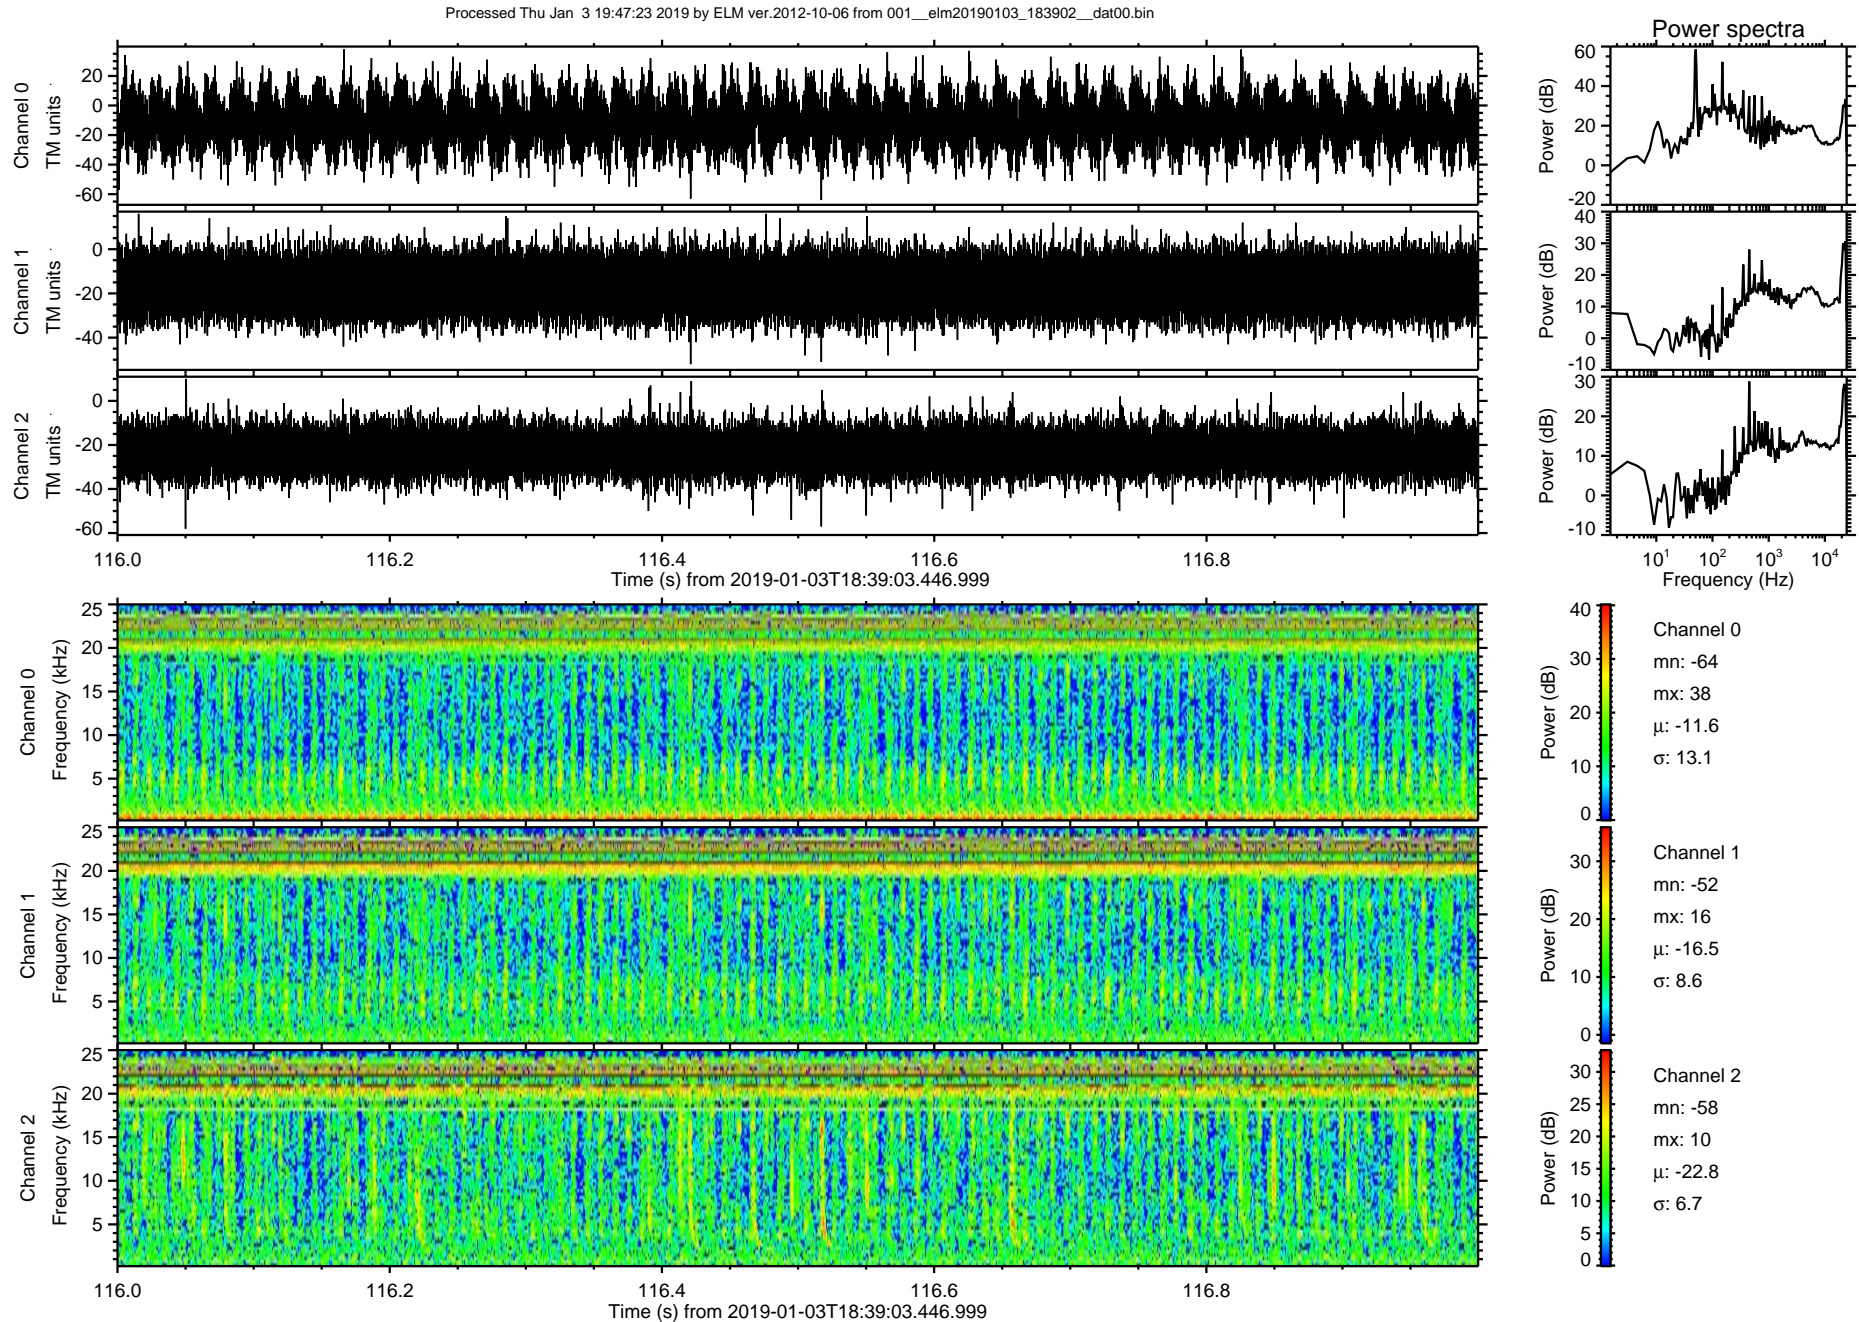 Processed Thu Jan  3 19:47:23 2019 by ELM ver.2012-10-06 from 001__elm20190103_183902__dat00.bin
Power spectra
Channel 0
TM units
20
0
-20
-40
-60
Power (dB)
60
40
20
0
-20
Channel 1
TM units
0
-20
-40
Power (dB)
40
30
20
10
0
-10
Channel 2
TM units
0
-20
-40
-60
Power (dB)
30
20
10
0
-10
116.0 116.2 116.4 116.6 116.8
Time (s) from 2019-01-03T18:39:03.446.999
10^1 10^2 10^3 10^4
Frequency (Hz)
Channel 0
Frequency (kHz)
25
20
15
10
5
Power (dB)
40
30
20
10
0
Channel 0
mn: -64
mx: 38
μ: -11.6
σ: 13.1
Channel 1
Frequency (kHz)
25
20
15
10
5
Power (dB)
30
20
10
0
Channel 1
mn: -52
mx: 16
μ: -16.5
σ: 8.6
Channel 2
Frequency (kHz)
25
20
15
10
5
Power (dB)
30
25
20
15
10
5
0
Channel 2
mn: -58
mx: 10
μ: -22.8
σ: 6.7
116.0 116.2 116.4 116.6 116.8
Time (s) from 2019-01-03T18:39:03.446.999